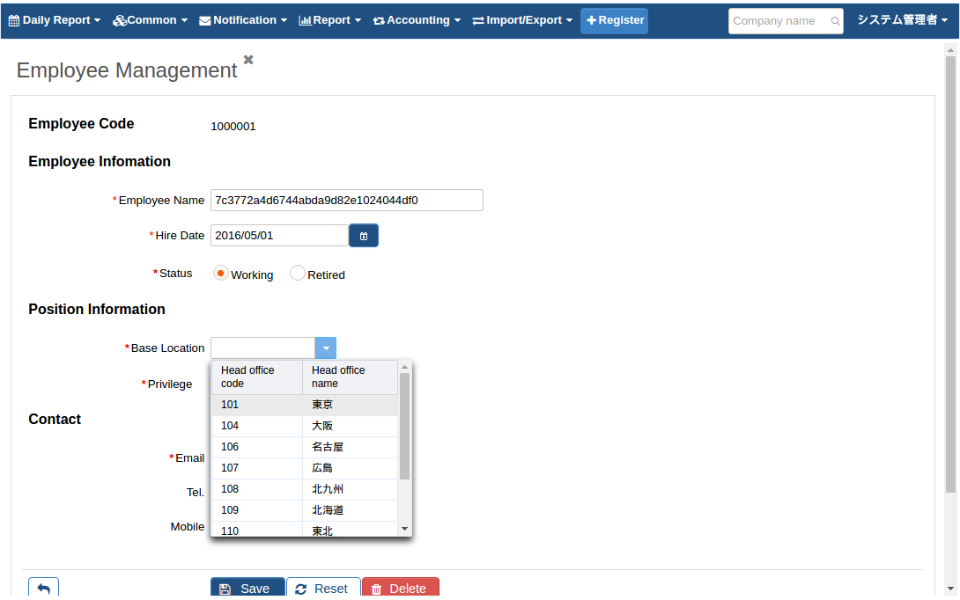 Daily Report Common Notification Report Accounting Import/Export Register Company name システム管理者
Employee Management
Employee Code 1000001
Employee Infomation
*Employee Name 7c3772a4d6744abda9d82e1024044df0
*Hire Date 2016/05/01
*Status Working Retired
Position Information
*Base Location
Head office code Head office name
*Privilege
101 東京
Contact
104 大阪
106 名古屋
*Email
107 広島
Tel.
108 北九州
109 北海道
Mobile
110 東北
Save Reset Delete